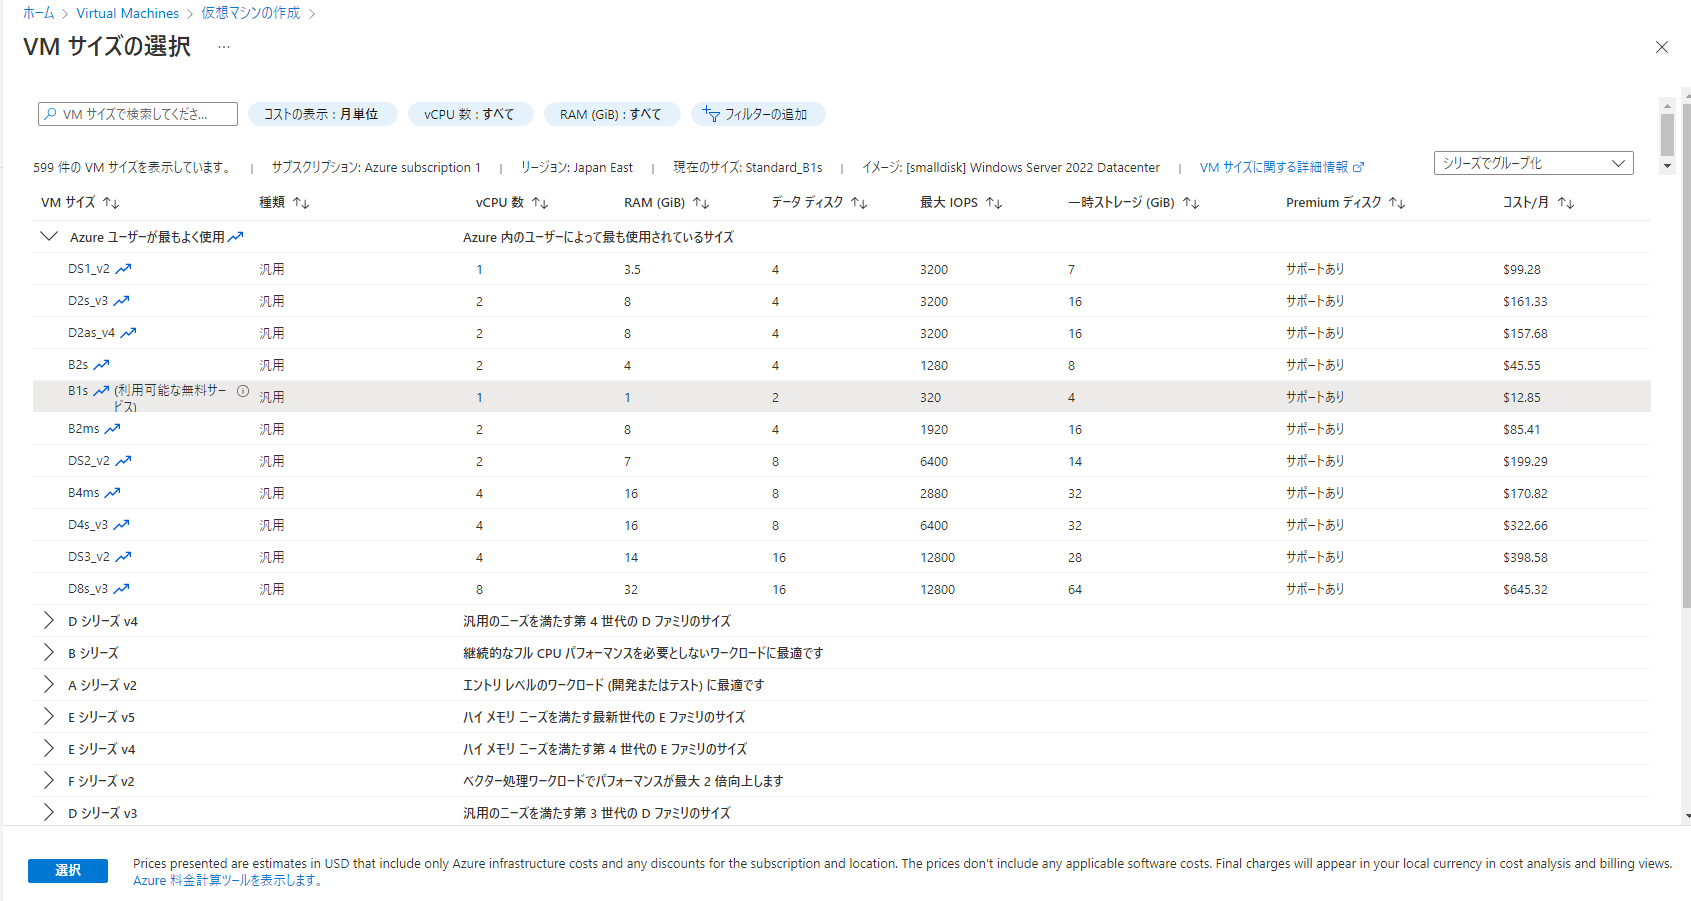 ホーム > Virtual Machines > 仮想マシンの作成 >
VM サイズの選択 …
VM サイズで検索してくださ... コストの表示 : 月単位 vCPU 数 : すべて RAM (GiB) : すべて フィルターの追加
599 件の VM サイズを表示しています。 | サブスクリプション: Azure subscription 1 | リージョン: Japan East | 現在のサイズ: Standard_B1s | イメージ: [smalldisk] Windows Server 2022 Datacenter | VM サイズに関する詳細情報 シリーズでグループ化
VM サイズ ↑↓ 種類 ↑↓ vCPU 数 ↑↓ RAM (GiB) ↑↓ データ ディスク ↑↓ 最大 IOPS ↑↓ 一時ストレージ (GiB) ↑↓ Premium ディスク ↑↓ コスト/月 ↑↓
Azure ユーザーが最もよく使用 Azure 内のユーザーによって最も使用されているサイズ
DS1_v2 汎用 1 3.5 4 3200 7 サポートあり $99.28
D2s_v3 汎用 2 8 4 3200 16 サポートあり $161.33
D2as_v4 汎用 2 8 4 3200 16 サポートあり $157.68
B2s 汎用 2 4 4 1280 8 サポートあり $45.55
B1s (利用可能な無料サービス) 汎用 1 1 2 320 4 サポートあり $12.85
B2ms 汎用 2 8 4 1920 16 サポートあり $85.41
DS2_v2 汎用 2 7 8 6400 14 サポートあり $199.29
B4ms 汎用 4 16 8 2880 32 サポートあり $170.82
D4s_v3 汎用 4 16 8 6400 32 サポートあり $322.66
DS3_v2 汎用 4 14 16 12800 28 サポートあり $398.58
D8s_v3 汎用 8 32 16 12800 64 サポートあり $645.32
D シリーズ v4 汎用のニーズを満たす第 4 世代の D ファミリのサイズ
B シリーズ 継続的なフル CPU パフォーマンスを必要としないワークロードに最適です
A シリーズ v2 エントリ レベルのワークロード (開発またはテスト) に最適です
E シリーズ v5 ハイ メモリ ニーズを満たす最新世代の E ファミリのサイズ
E シリーズ v4 ハイ メモリ ニーズを満たす第 4 世代の E ファミリのサイズ
F シリーズ v2 ベクター処理ワークロードでパフォーマンスが最大 2 倍向上します
D シリーズ v3 汎用のニーズを満たす第 3 世代の D ファミリのサイズ
選択 Prices presented are estimates in USD that include only Azure infrastructure costs and any discounts for the subscription and location. The prices don't include any applicable software costs. Final charges will appear in your local currency in cost analysis and billing views.
Azure 料金計算ツールを表示します。